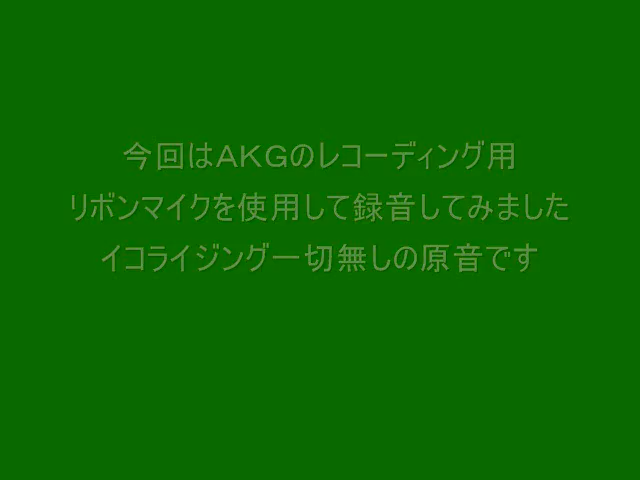 今回はＡＫＧのレコーディング用
リボンマイクを使用して録音してみました
イコライジング一切無しの原音です